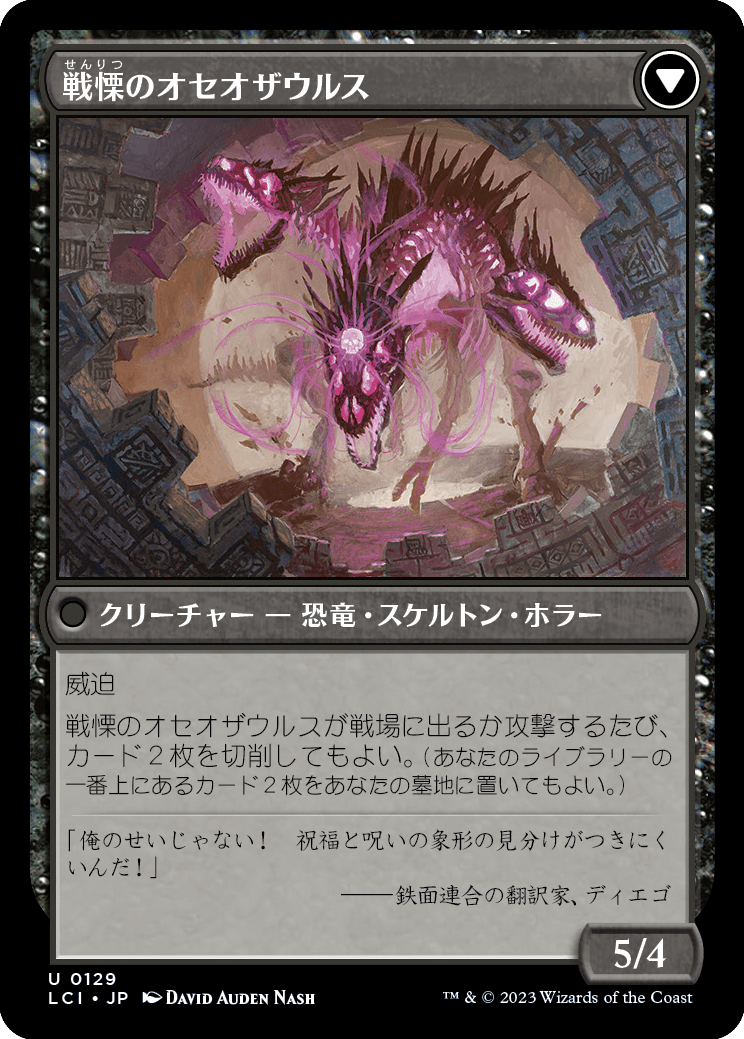 せんりつ
戦慄のオセオザウルス
クリーチャー — 恐竜・スケルトン・ホラー
威迫
戦慄のオセオザウルスが戦場に出るか攻撃するたび、
カード２枚を切削してもよい。（あなたのライブラリーの
一番上にあるカード２枚をあなたの墓地に置いてもよい。）
「俺のせいじゃない！　祝福と呪いの象形の見分けがつきにく
いんだ！」
——鉄面連合の翻訳家、ディエゴ
5/4
U 0129
LCI • JP DAVID AUDEN NASH
™ & © 2023 Wizards of the Coast